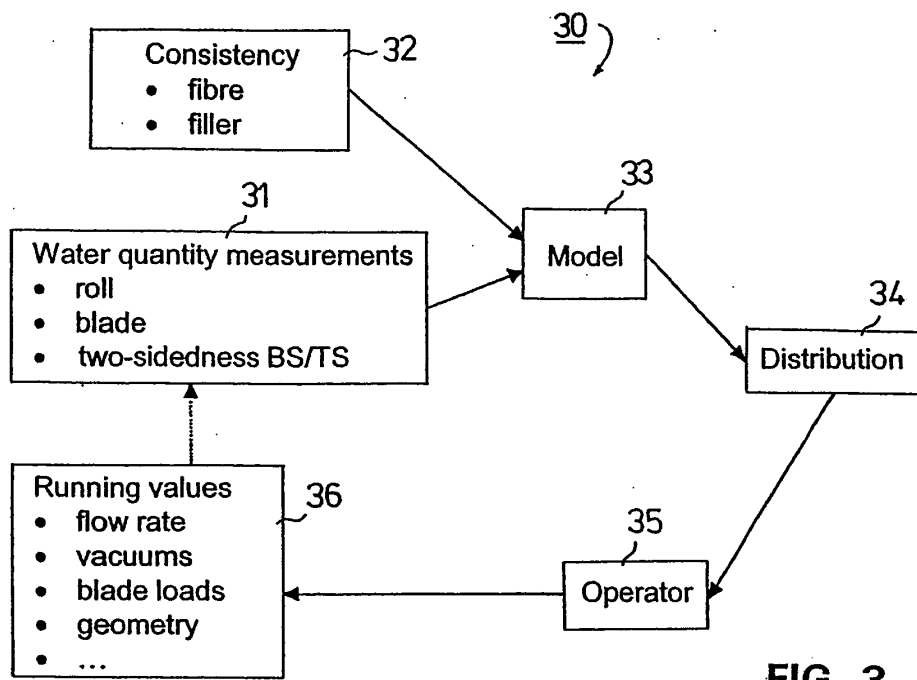 30
32
Consistency
• fibre
• filler
31
Water quantity measurements
• roll
• blade
• two-sidedness BS/TS
33
Model
34
Distribution
35
Operator
36
Running values
• flow rate
• vacuums
• blade loads
• geometry
• ...
FIG. 3